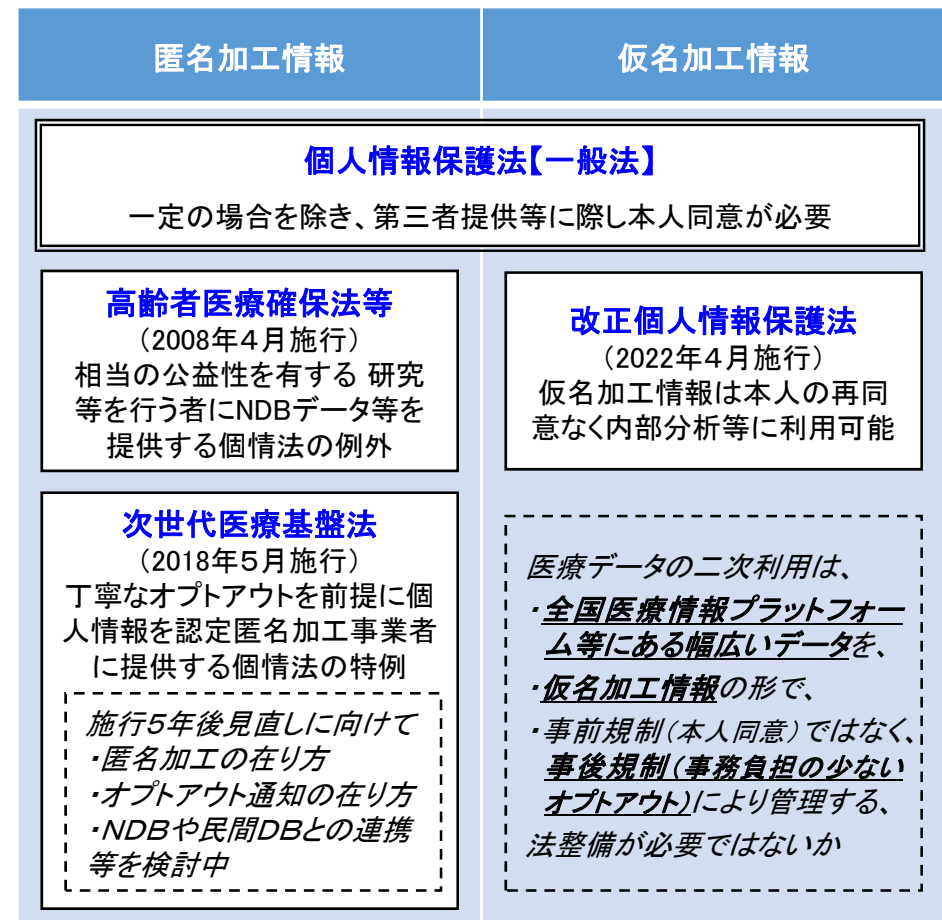 匿名加工情報
仮名加工情報
個人情報保護法【一般法】
一定の場合を除き、第三者提供等に際し本人同意が必要
高齢者医療確保法等
（2008年４月施行）
相当の公益性を有する 研究
等を行う者にNDBデータ等を
提供する個情法の例外
次世代医療基盤法
（2018年５月施行）
丁寧なオプトアウトを前提に個
人情報を認定匿名加工事業者
に提供する個情法の特例
施行５年後見直しに向けて
・匿名加工の在り方
・オプトアウト通知の在り方
・ＮＤＢや民間ＤＢとの連携
等を検討中
改正個人情報保護法
（2022年４月施行）
仮名加工情報は本人の再同
意なく内部分析等に利用可能
医療データの二次利用は、
・全国医療情報プラットフォー
ム等にある幅広いデータを、
・仮名加工情報の形で、
・事前規制（本人同意）ではなく、
事後規制（事務負担の少ない
オプトアウト）により管理する、
法整備が必要ではないか